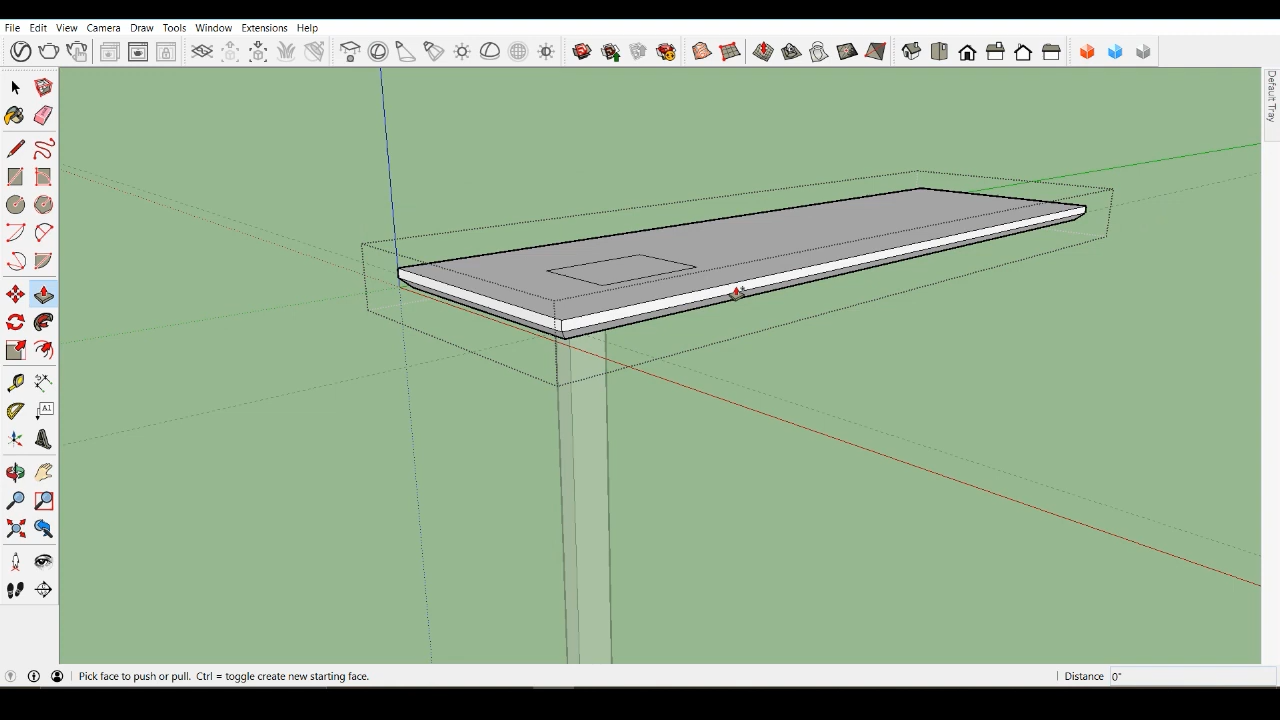 File Edit View Camera Draw Tools Window Extensions Help
Default Tray
A1
Pick face to push or pull. Ctrl = toggle create new starting face.
Distance 0"